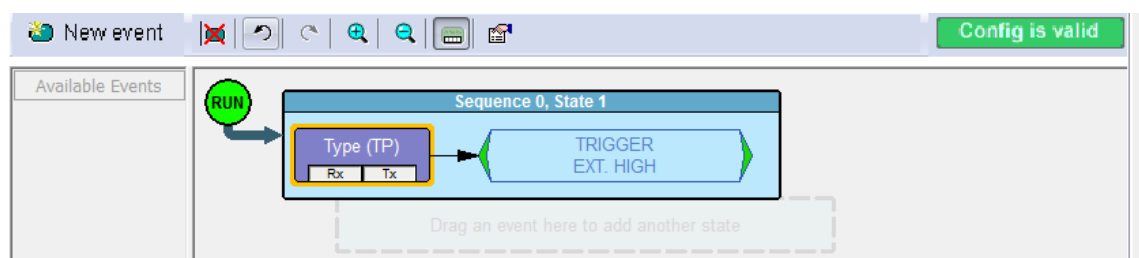 New event
Config is valid
Available Events
RUN
Sequence 0, State 1
Type (TP)
Rx Tx
TRIGGER
EXT. HIGH
Drag an event here to add another state